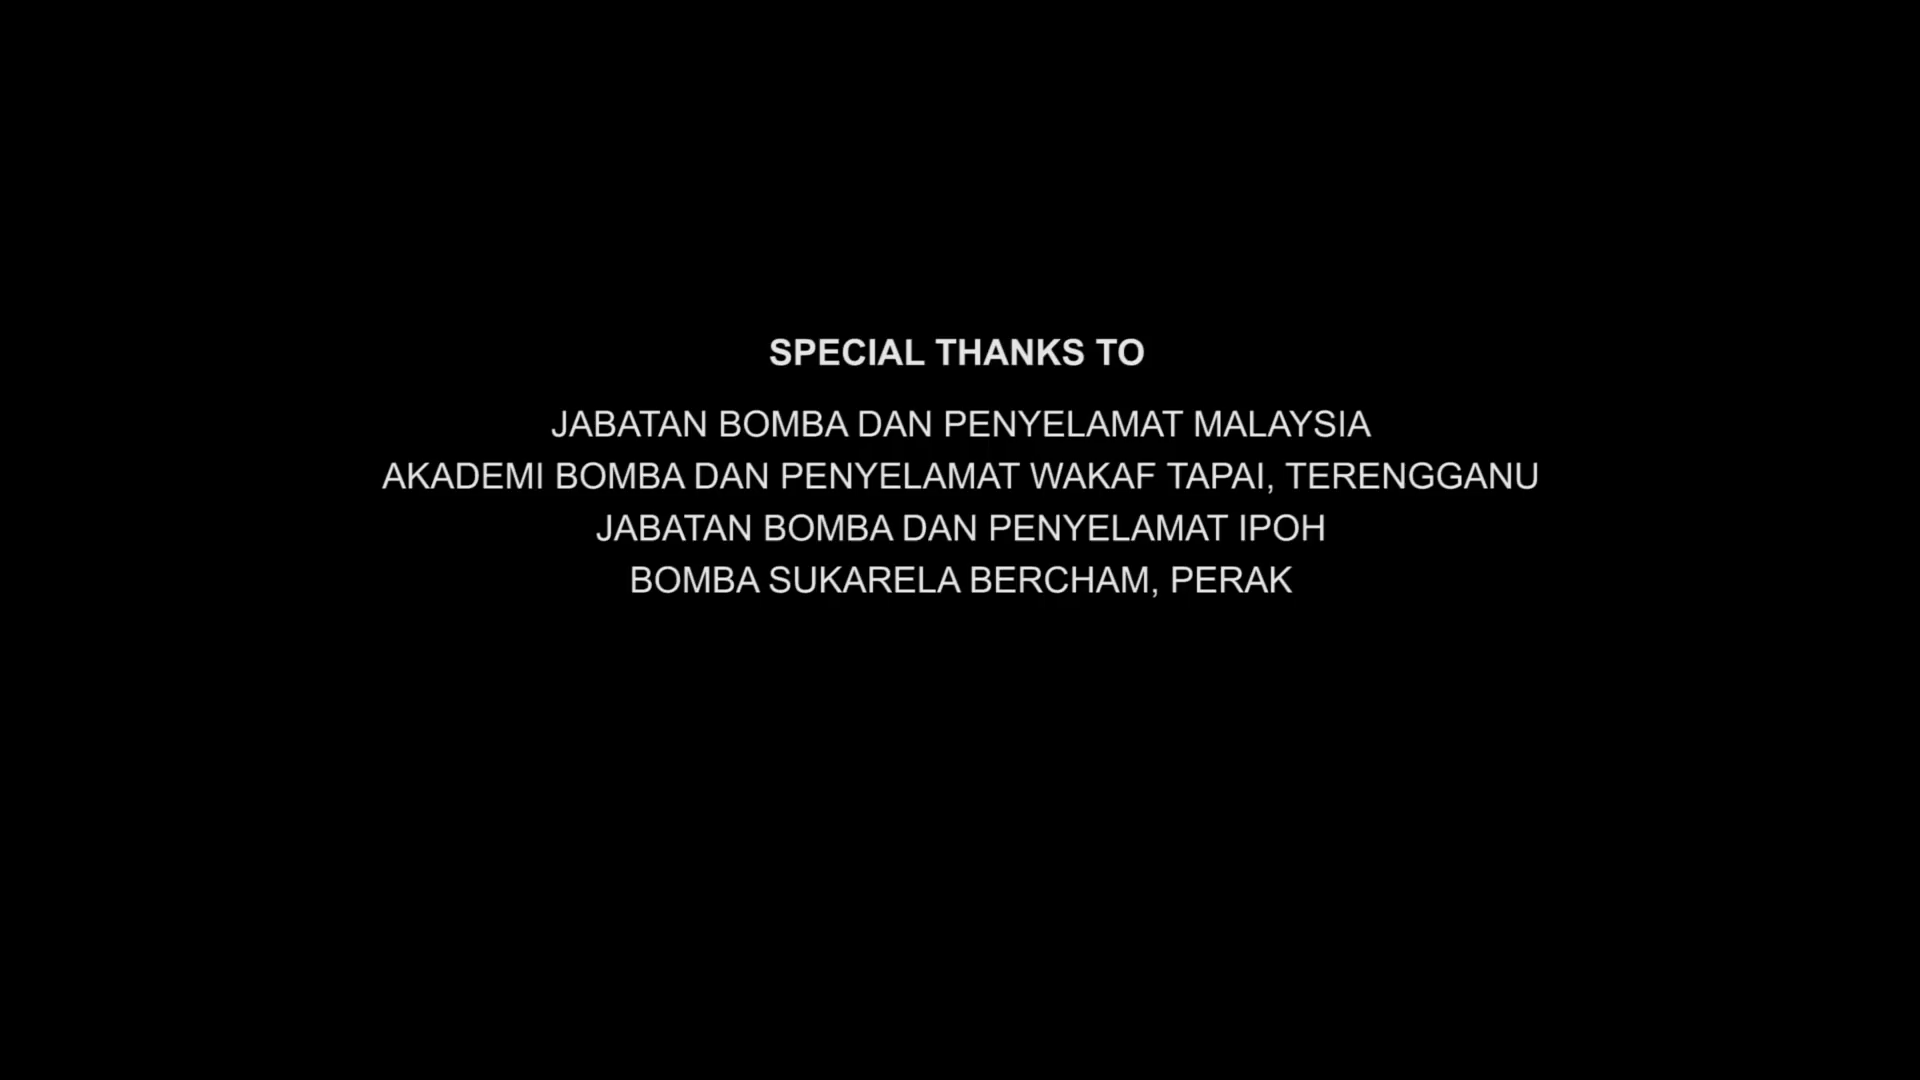 SPECIAL THANKS TO
JABATAN BOMBA DAN PENYELAMAT MALAYSIA
AKADEMI BOMBA DAN PENYELAMAT WAKAF TAPAI, TERENGGANU
JABATAN BOMBA DAN PENYELAMAT IPOH
BOMBA SUKARELA BERCHAM, PERAK